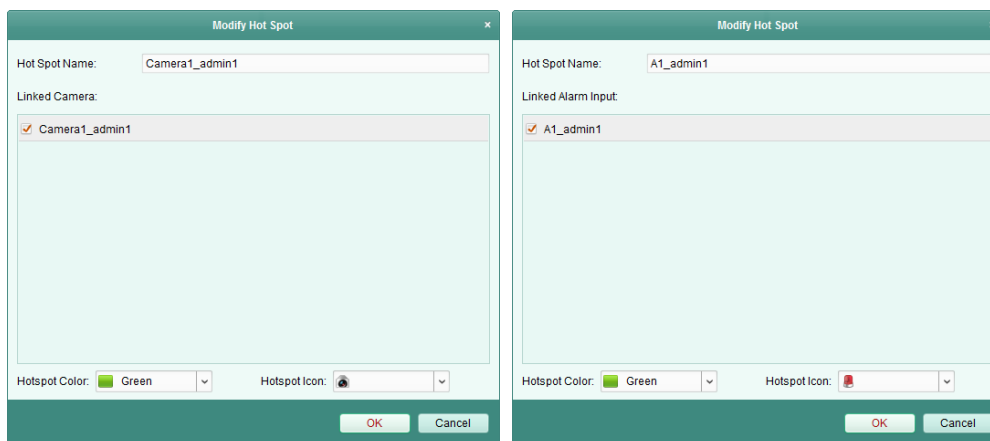 Modify Hot Spot ×
Hot Spot Name: Camera1_admin1
Linked Camera:
Camera1_admin1
Hotspot Color: Green Hotspot Icon:
OK Cancel
Modify Hot Spot
Hot Spot Name: A1_admin1
Linked Alarm Input:
A1_admin1
Hotspot Color: Green Hotspot Icon:
OK Cancel